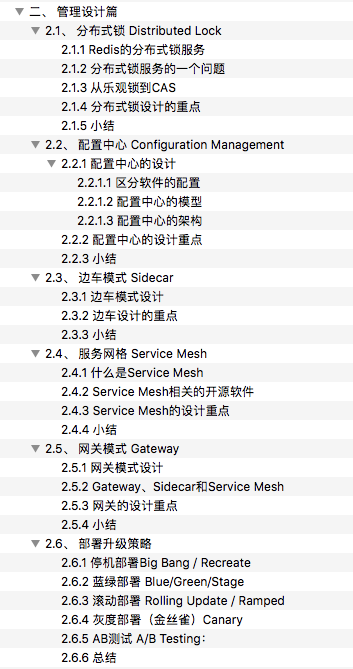 二、 管理设计篇
2.1、 分布式锁 Distributed Lock
2.1.1 Redis的分布式锁服务
2.1.2 分布式锁服务的一个问题
2.1.3 从乐观锁到CAS
2.1.4 分布式锁设计的重点
2.1.5 小结
2.2、 配置中心 Configuration Management
2.2.1 配置中心的设计
2.2.1.1 区分软件的配置
2.2.1.2 配置中心的模型
2.2.1.3 配置中心的架构
2.2.2 配置中心的设计重点
2.2.3 小结
2.3、 边车模式 Sidecar
2.3.1 边车模式设计
2.3.2 边车设计的重点
2.3.3 小结
2.4、 服务网格 Service Mesh
2.4.1 什么是Service Mesh
2.4.2 Service Mesh相关的开源软件
2.4.3 Service Mesh的设计重点
2.4.4 小结
2.5、 网关模式 Gateway
2.5.1 网关模式设计
2.5.2 Gateway、Sidecar和Service Mesh
2.5.3 网关的设计重点
2.5.4 小结
2.6、 部署升级策略
2.6.1 停机部署Big Bang / Recreate
2.6.2 蓝绿部署 Blue/Green/Stage
2.6.3 滚动部署 Rolling Update / Ramped
2.6.4 灰度部署（金丝雀）Canary
2.6.5 AB测试 A/B Testing：
2.6.6 总结